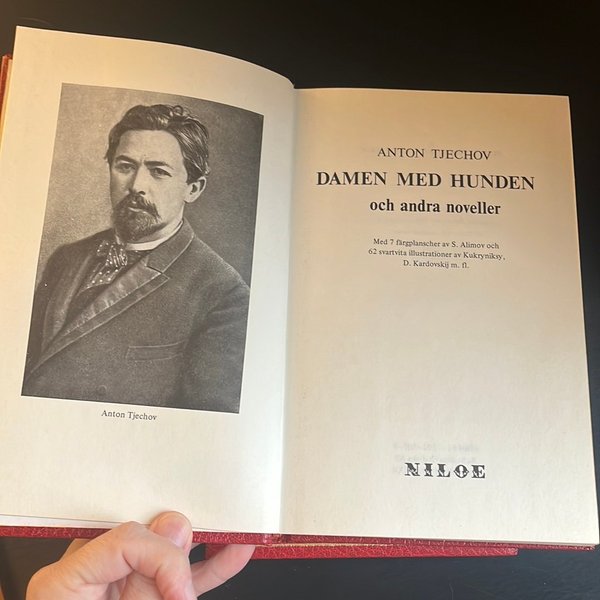 Anton Tjechov
ANTON TJECHOV
DAMEN MED HUNDEN
och andra noveller
Med 7 färgplanscher av S. Alimov och
62 svartvita illustrationer av Kukryniksy,
D. Kardovskij m. fl.
NILOE